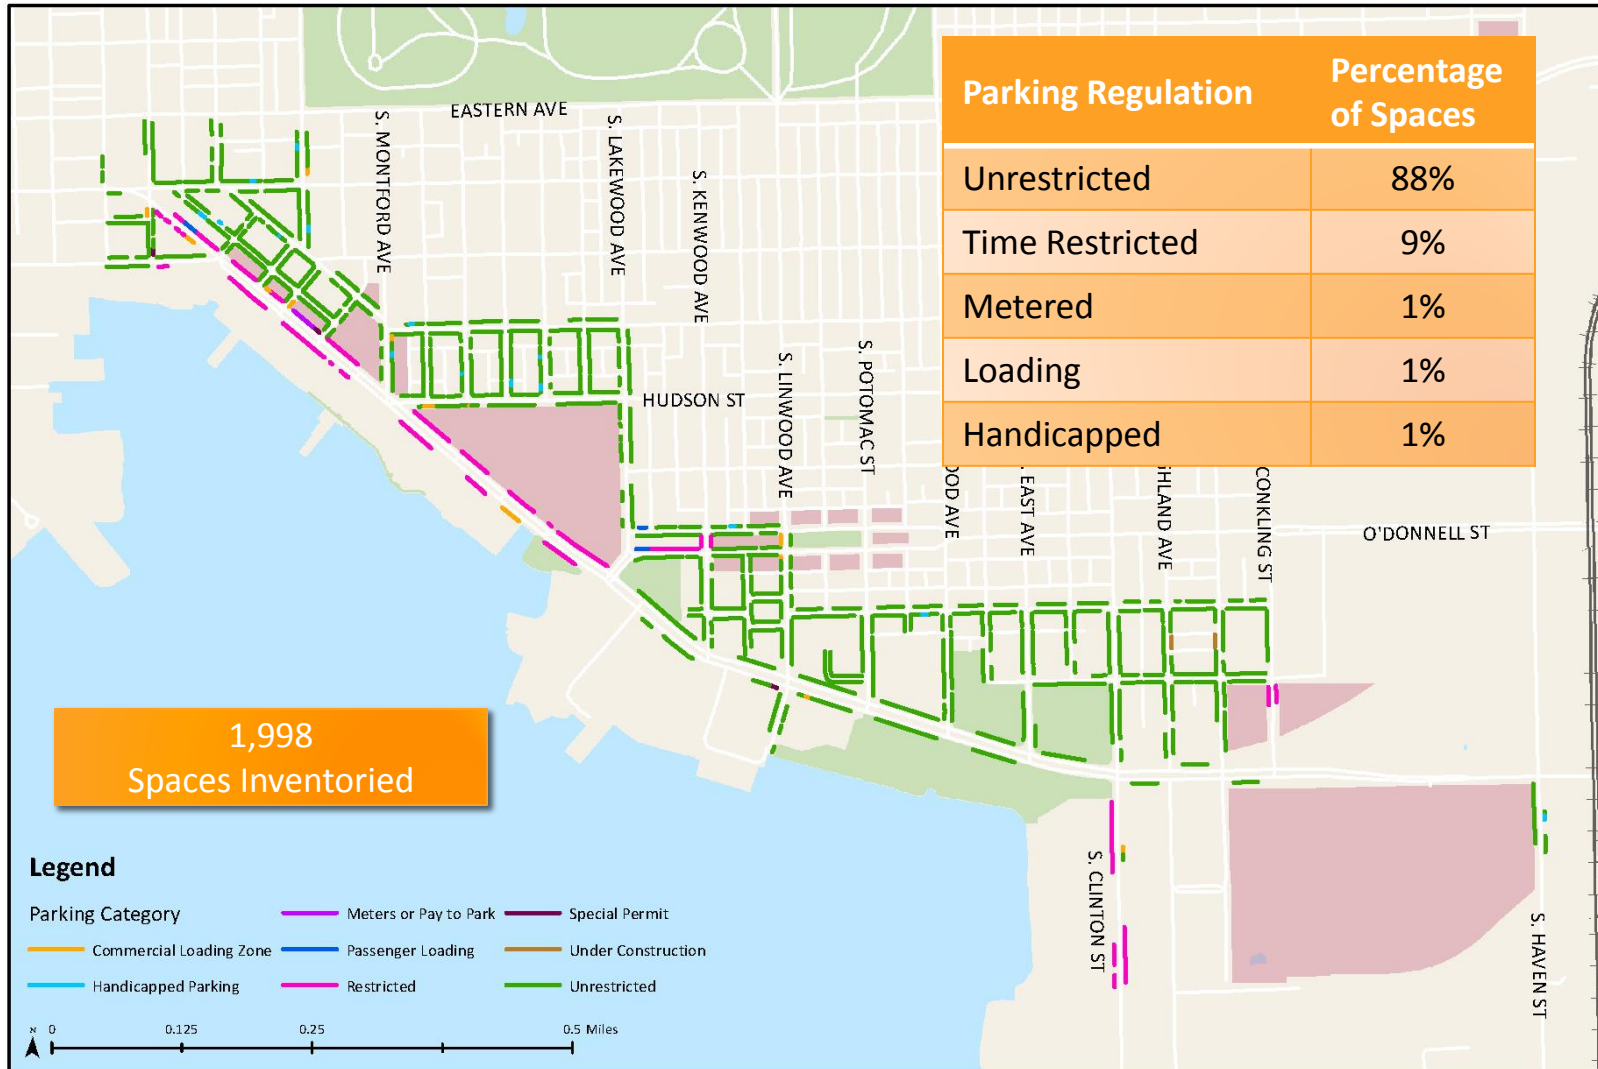 EASTERN AVE
S. MONTFORD AVE
S. LAKEWOOD AVE
S. KENWOOD AVE
HUDSON ST
S. LINWOOD AVE
S. POTOMAC ST
OOD AVE
. EAST AVE
GHLAND AVE
CONKLING ST
O'DONNELL ST
S. CLINTON ST
S. HAVEN ST
Parking Regulation Percentage
of Spaces
Unrestricted 88%
Time Restricted 9%
Metered 1%
Loading 1%
Handicapped 1%
1,998
Spaces Inventoried
Legend
Parking Category Meters or Pay to Park Special Permit
Commercial Loading Zone Passenger Loading Under Construction
Handicapped Parking Restricted Unrestricted
N 0 0.125 0.25 0.5 Miles